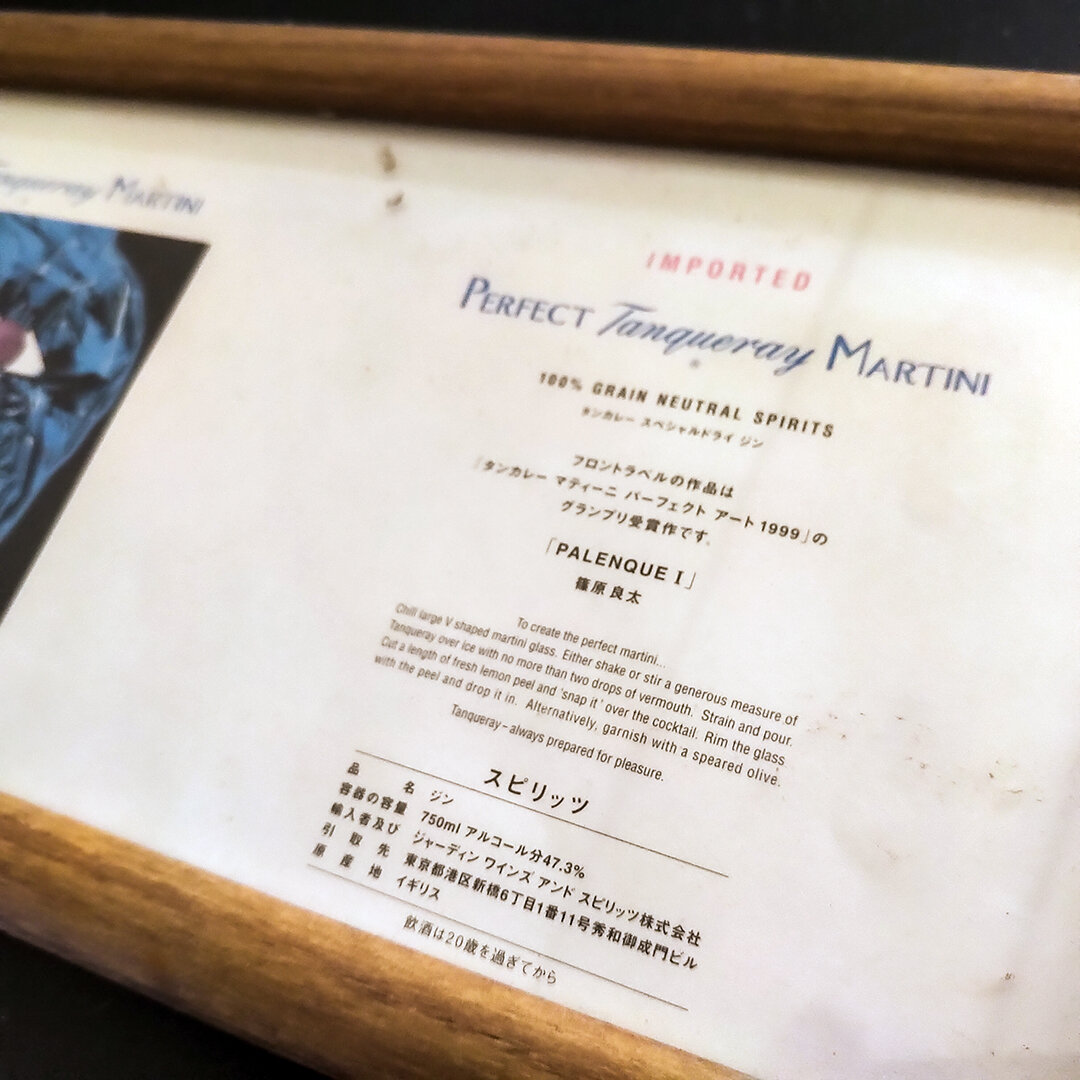 Tanqueray MARTINI
IMPORTED
PERFECT Tanqueray MARTINI
100% GRAIN NEUTRAL SPIRITS
タンカレー スペシャルドライ ジン
フロントラベルの作品は
「タンカレー マティーニ パーフェクト アート 1999」の
グランプリ受賞作です。
「PALENQUE I」
篠原良太
To create the perfect martini...
Chill large V shaped martini glass. Either shake or stir a generous measure of
Tanqueray over ice with no more than two drops of vermouth. Strain and pour.
Cut a length of fresh lemon peel and 'snap it' over the cocktail. Rim the glass
with the peel and drop it in. Alternatively, garnish with a speared olive.
Tanqueray – always prepared for pleasure.
スピリッツ
品名 ジン
容器の容量 750ml アルコール分47.3%
輸入者及び ジャーディン ワインズ アンド スピリッツ株式会社
引取先 東京都港区新橋6丁目1番11号秀和御成門ビル
原産地 イギリス
飲酒は20歳を過ぎてから